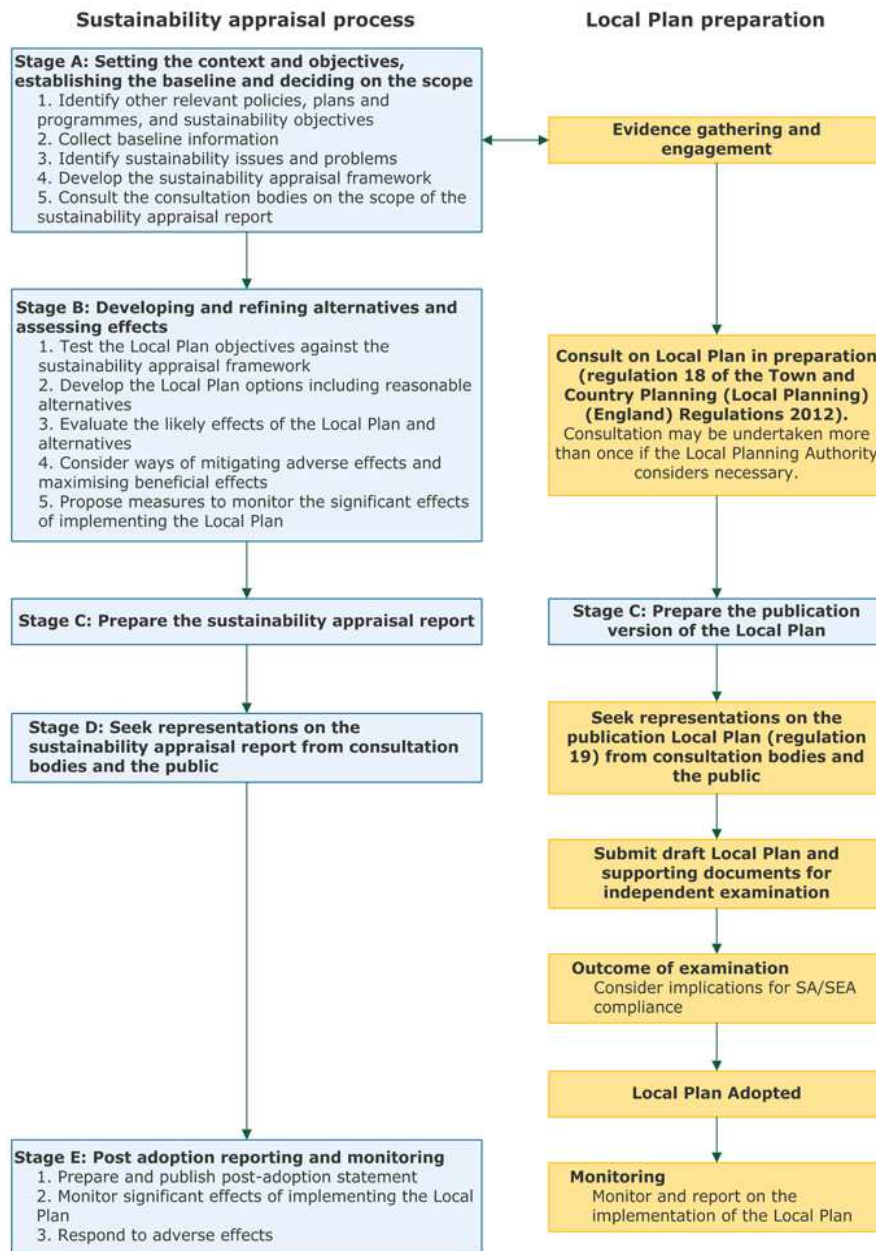 Sustainability appraisal process
Stage A: Setting the context and objectives,
establishing the baseline and deciding on the scope
1. Identify other relevant policies, plans and
programmes, and sustainability objectives
2. Collect baseline information
3. Identify sustainability issues and problems
4. Develop the sustainability appraisal framework
5. Consult the consultation bodies on the scope of the
sustainability appraisal report
Stage B: Developing and refining alternatives and
assessing effects
1. Test the Local Plan objectives against the
sustainability appraisal framework
2. Develop the Local Plan options including reasonable
alternatives
3. Evaluate the likely effects of the Local Plan and
alternatives
4. Consider ways of mitigating adverse effects and
maximising beneficial effects
5. Propose measures to monitor the significant effects
of implementing the Local Plan
Stage C: Prepare the sustainability appraisal report
Stage D: Seek representations on the
sustainability appraisal report from consultation
bodies and the public
Stage E: Post adoption reporting and monitoring
1. Prepare and publish post-adoption statement
2. Monitor significant effects of implementing the Local
Plan
3. Respond to adverse effects
Local Plan preparation
Evidence gathering and
engagement
Consult on Local Plan in preparation
(regulation 18 of the Town and
Country Planning (Local Planning)
(England) Regulations 2012).
Consultation may be undertaken more
than once if the Local Planning Authority
considers necessary.
Stage C: Prepare the publication
version of the Local Plan
Seek representations on the
publication Local Plan (regulation
19) from consultation bodies and
the public
Submit draft Local Plan and
supporting documents for
independent examination
Outcome of examination
Consider implications for SA/SEA
compliance
Local Plan Adopted
Monitoring
Monitor and report on the
implementation of the Local Plan